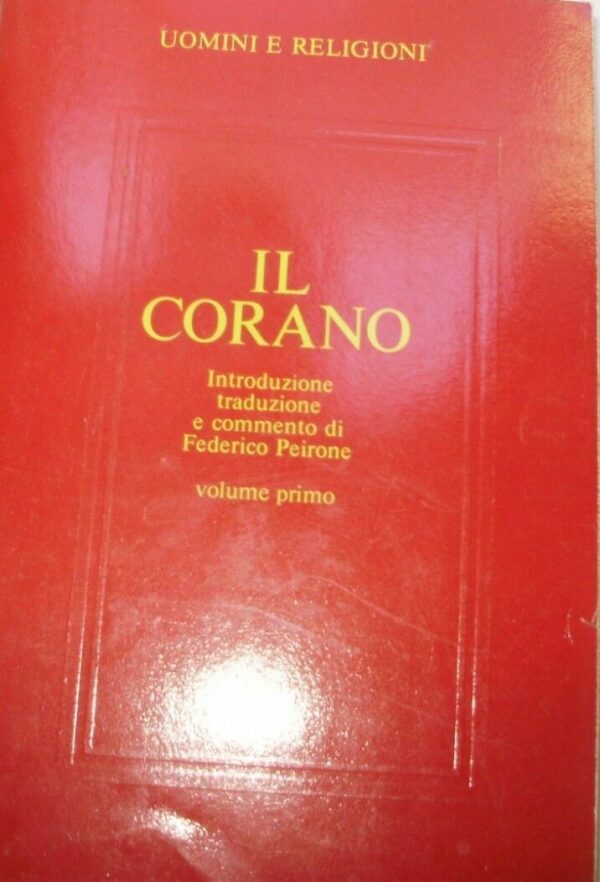 UOMINI E RELIGIONI
IL
CORANO
Introduzione
traduzione
e commento di
Federico Peirone
volume primo